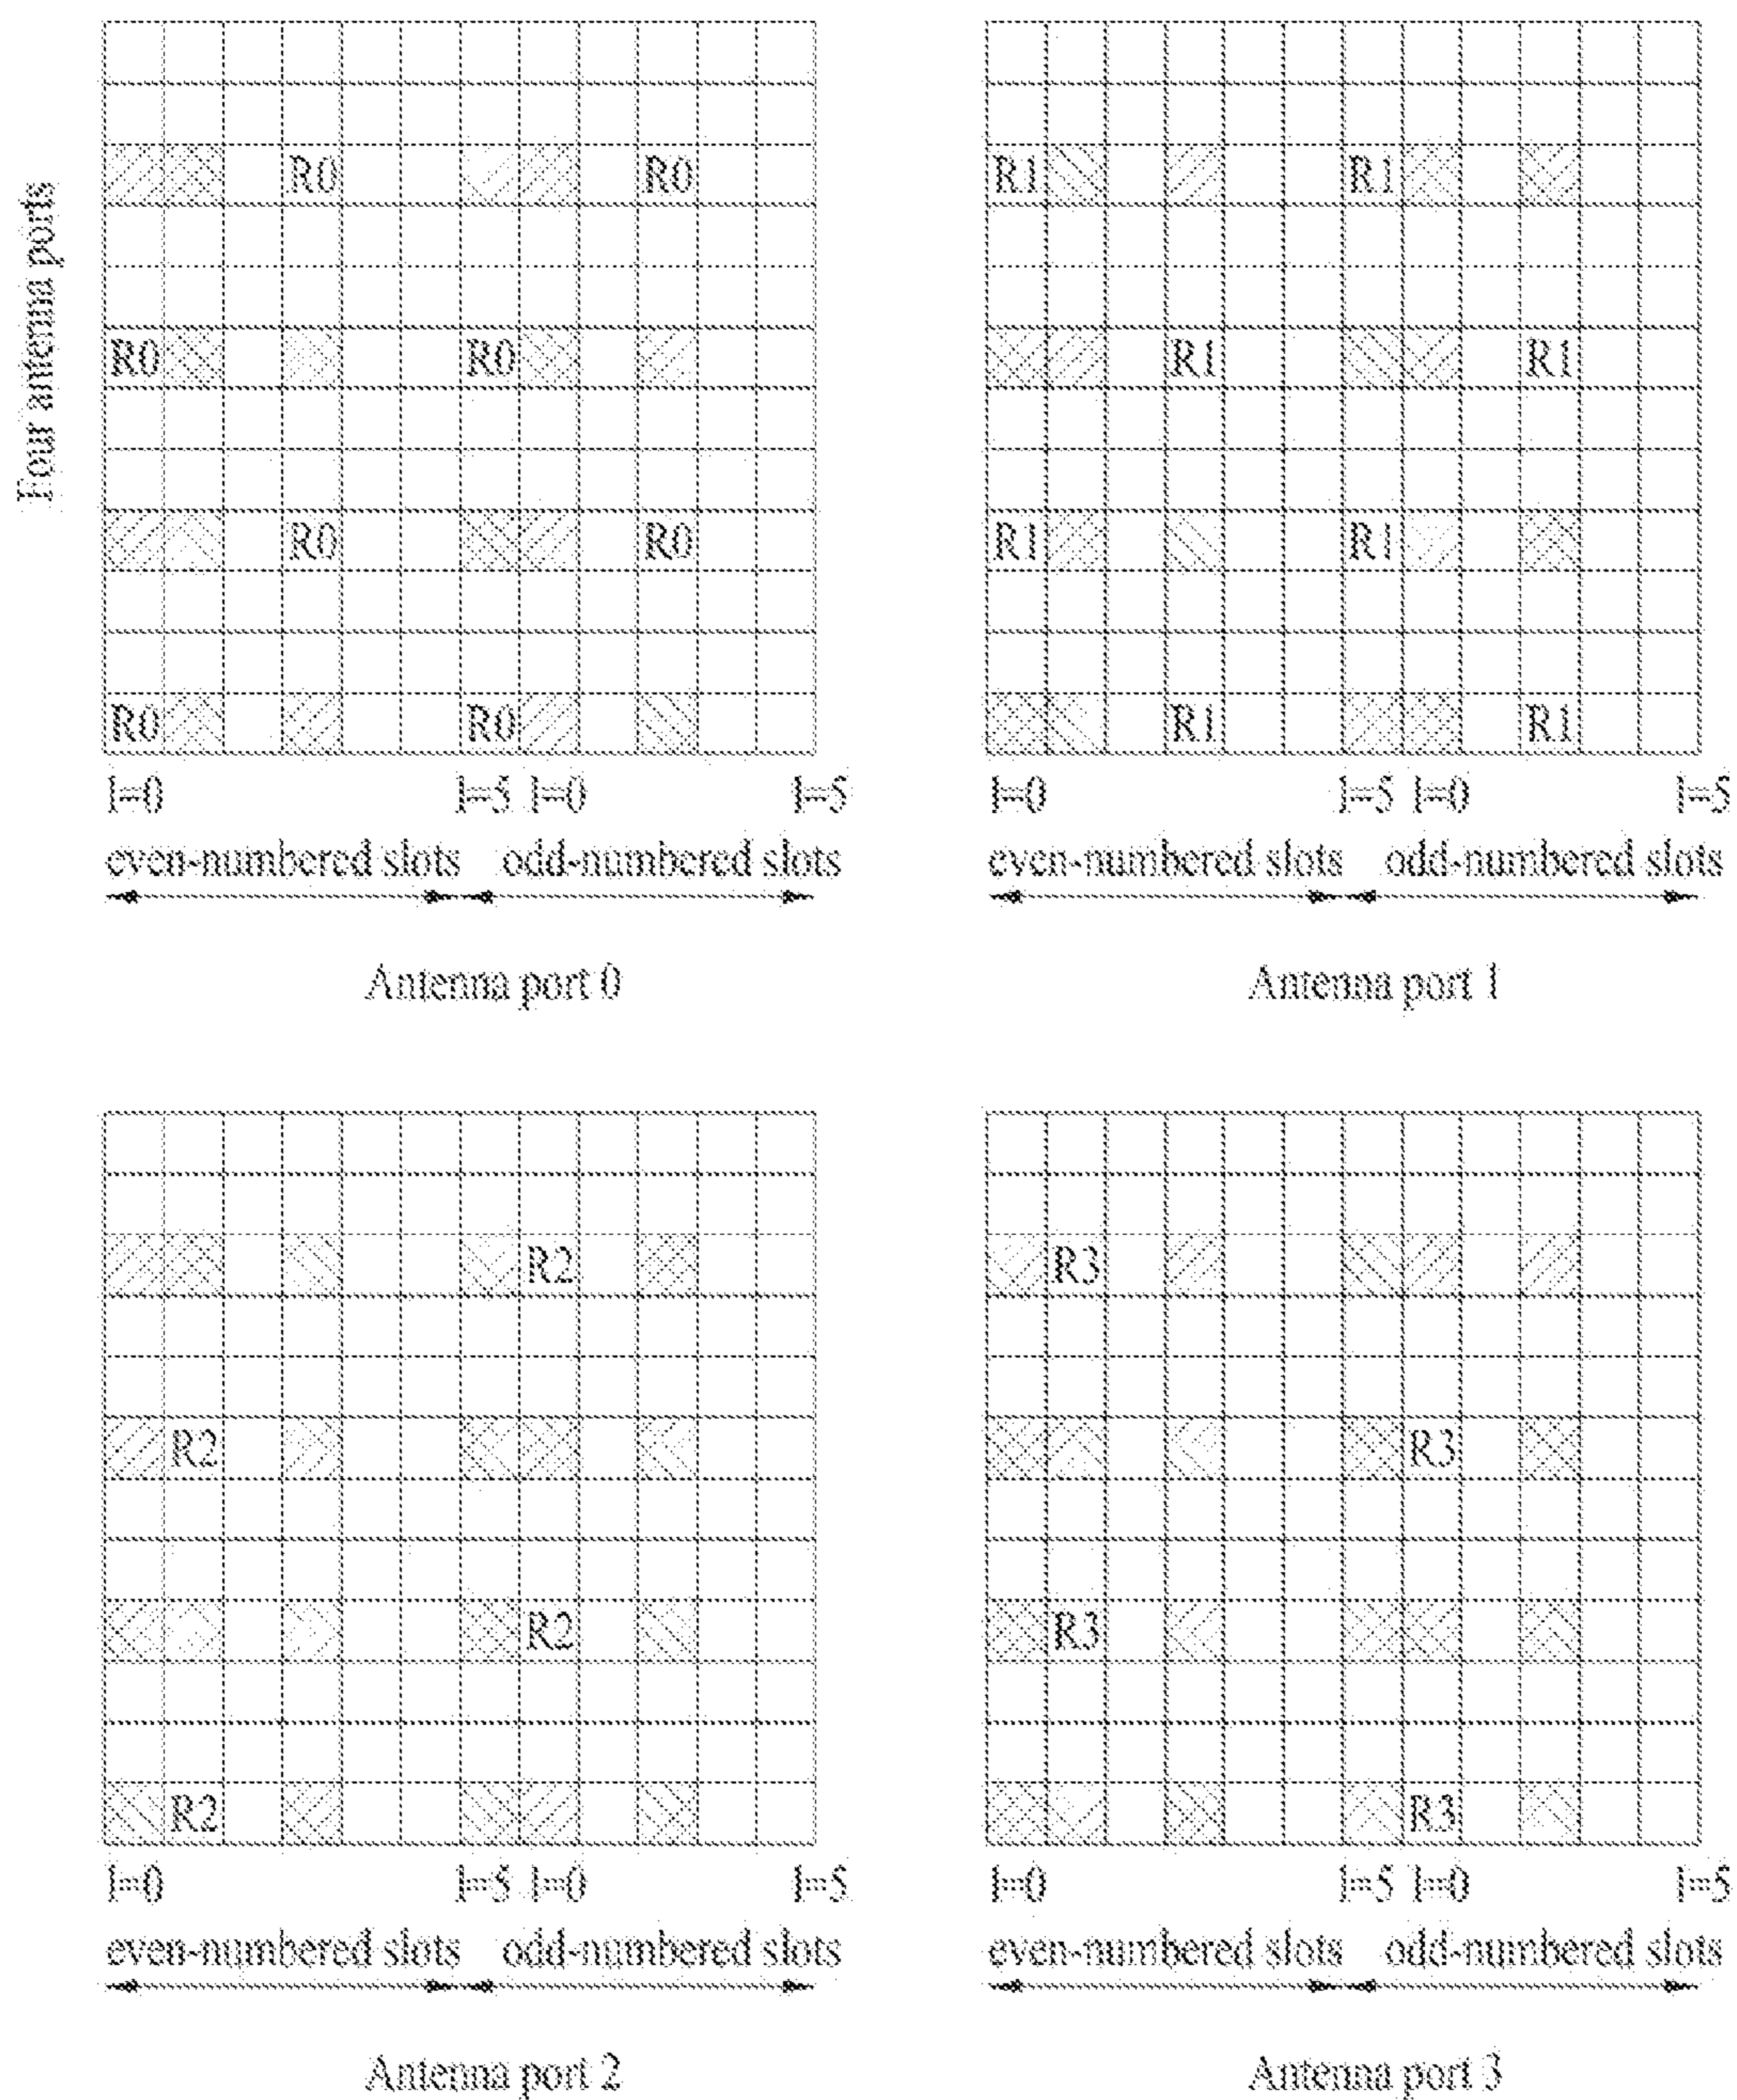 Four antenna ports
R0 R0
R0 R0
R0 R0
R0 R0
l=0 l=5 l=0 l=5
even-numbered slots odd-numbered slots
Antenna port 0
R1 R1
R1 R1
R1 R1
R1 R1
l=0 l=5 l=0 l=5
even-numbered slots odd-numbered slots
Antenna port 1
R2
R2
R2
R2
l=0 l=5 l=0 l=5
even-numbered slots odd-numbered slots
Antenna port 2
R3
R3
R3
R3
l=0 l=5 l=0 l=5
even-numbered slots odd-numbered slots
Antenna port 3